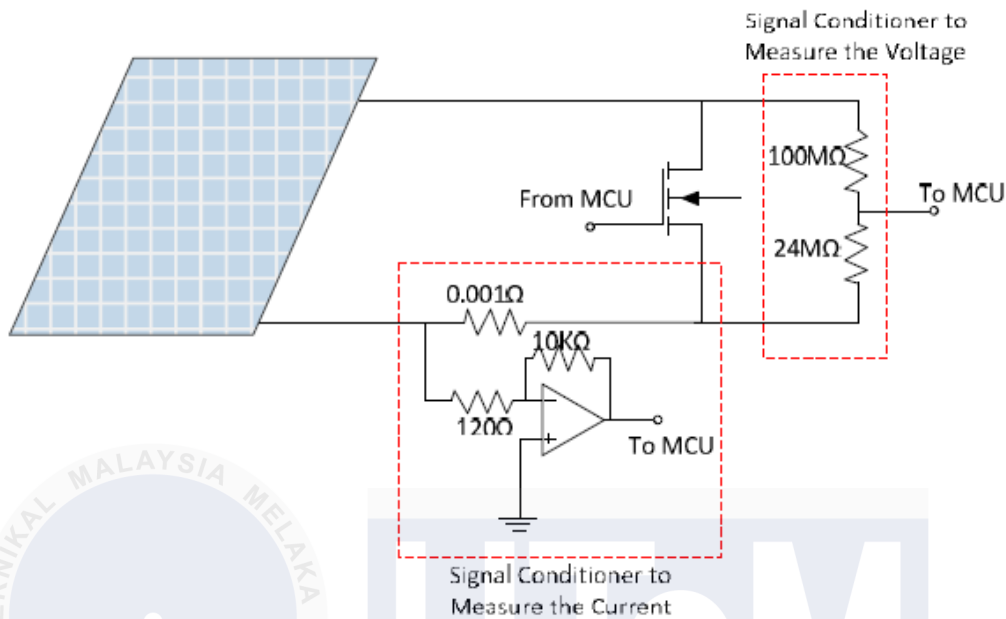 Signal Conditioner to
Measure the Voltage
100MΩ
From MCU
To MCU
24MΩ
0.001Ω
10KΩ
120Ω
To MCU
Signal Conditioner to
Measure the Current
MALAYSIA MELAKA